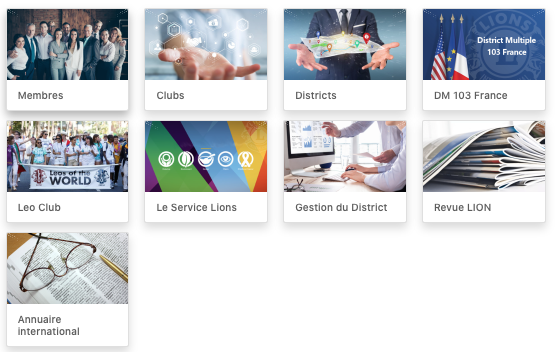 LIONS
District Multiple
103 France
Membres
Clubs
Districts
DM 103 France
Leos of the
WORLD
Leo Club
Le Service Lions
Gestion du District
Revue LION
Annuaire
international